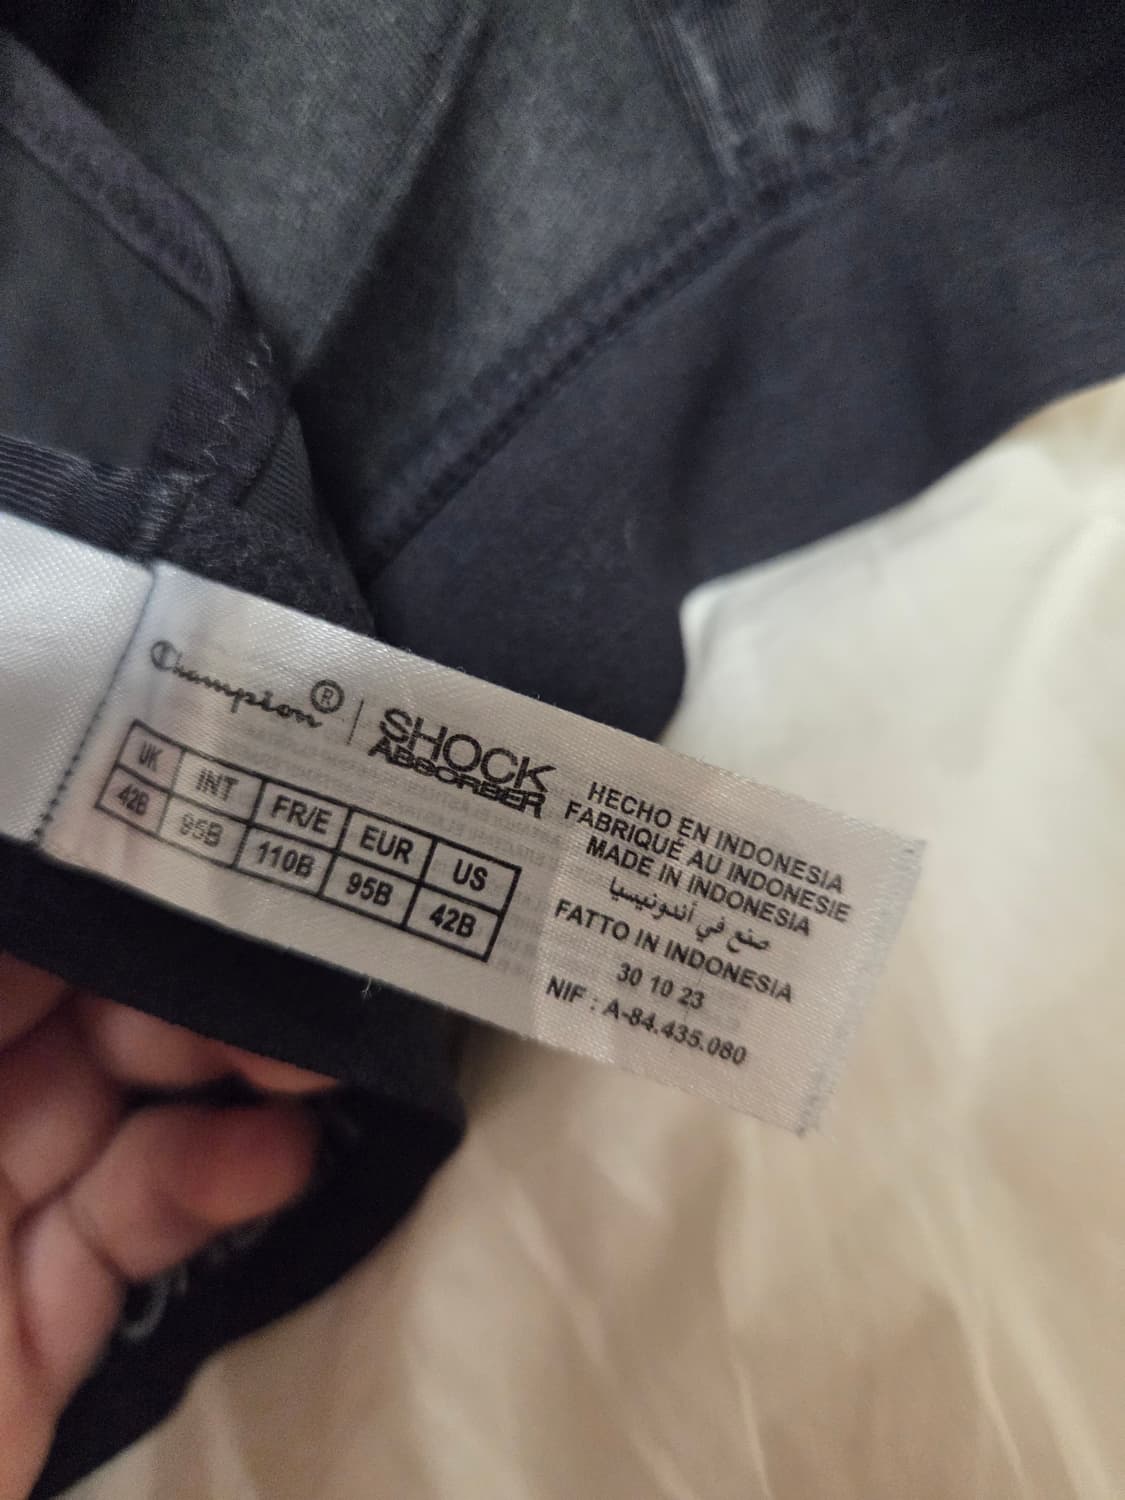 Champion® | SHOCK ABSORBER
UK INT FR/E EUR US
42B 95B 110B 95B 42B
HECHO EN INDONESIA
FABRIQUÉ AU INDONESIE
MADE IN INDONESIA
صنع في أندونيسيا
FATTO IN INDONESIA
30 10 23
NIF : A-84.435.080